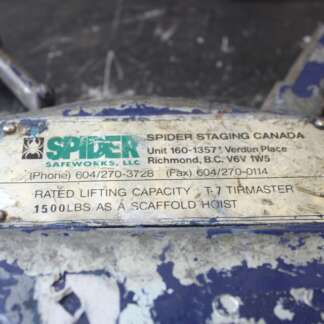 SPIDER
SAFEWORKS, LLC
SPIDER STAGING CANADA
Unit 160-1357° Verdun Place
Richmond, B.C. V6V 1W5
(Phone) 604/270-3728 (Fax) 604/270-0114
RATED LIFTING CAPACITY T-7 TIRMASTER
1500LBS AS A SCAFFOLD HOIST